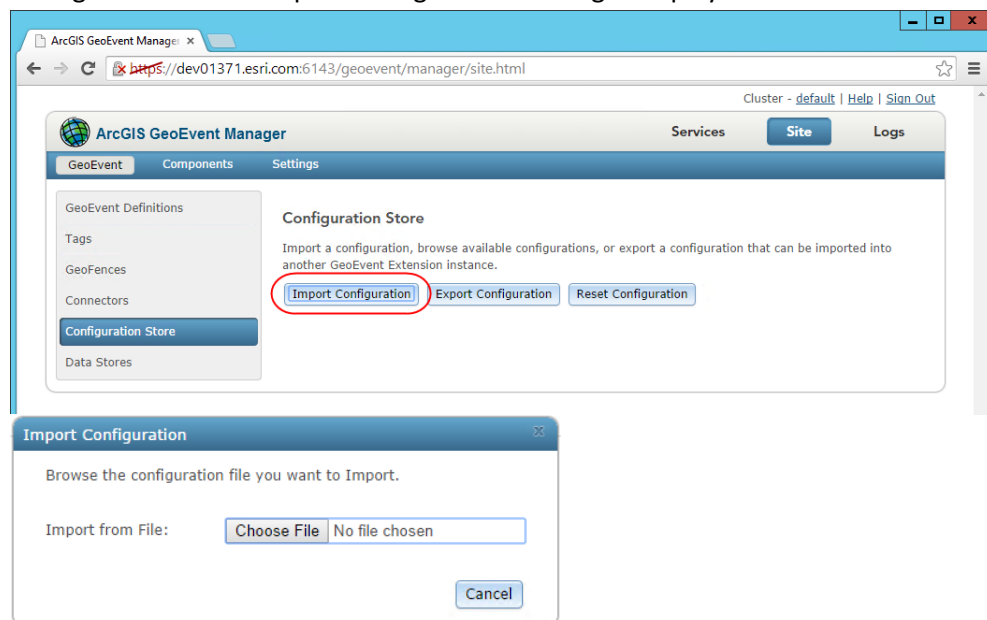 ArcGIS GeoEvent Manage ×
https://dev01371.esri.com:6143/geoevent/manager/site.html
Cluster - default | Help | Sign Out
ArcGIS GeoEvent Manager
Services Site Logs
GeoEvent Components Settings
GeoEvent Definitions
Tags
GeoFences
Connectors
Configuration Store
Data Stores
Configuration Store
Import a configuration, browse available configurations, or export a configuration that can be imported into
another GeoEvent Extension instance.
Import Configuration Export Configuration Reset Configuration
Import Configuration x
Browse the configuration file you want to Import.
Import from File: Choose File No file chosen
Cancel